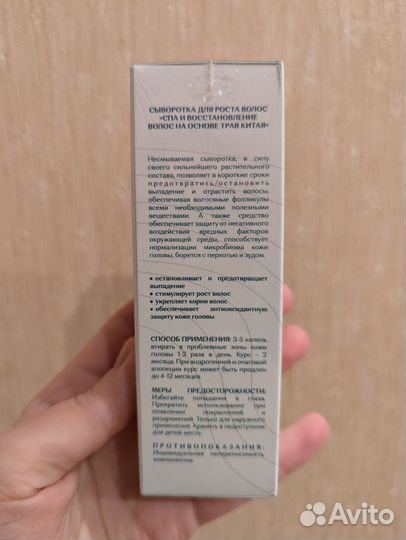 СЫВОРОТКА ДЛЯ РОСТА ВОЛОС
«СПА И ВОССТАНОВЛЕНИЕ
ВОЛОС НА ОСНОВЕ ТРАВ КИТАЯ»
Несмываемая сыворотка, в силу
своего сильнейшего растительного
состава, позволяет в короткие сроки
предотвратить/остановить
выпадение и отрастить волосы,
обеспечивая волосяные фолликулы
всеми необходимыми полезными
веществами. А также средство
обеспечивает защиту от негативного
воздействия вредных факторов
окружающей среды, способствует
нормализации микробиома кожи
головы, борется с перхотью и зудом.
• останавливает и предотвращает
выпадение
• стимулирует рост волос
• укрепляет корни волос
• обеспечивает антиоксидантную
защиту кожи головы
СПОСОБ ПРИМЕНЕНИЯ: 3-5 капель
втирать в проблемные зоны кожи
головы 1-2 раза в день. Курс - 2
месяца. При андрогенной и очаговой
алопеции курс может быть продлен
до 4-12 месяцев.
МЕРЫ ПРЕДОСТОРОЖНОСТИ:
Избегайте попадания в глаза.
Прекратить использование при
появлении покраснений и
раздражений. Только для наружного
применения. Хранить в недоступном
для детей месте.
ПРОТИВОПОКАЗАНИЯ:
Индивидуальная непереносимость
компонентов.
Avito